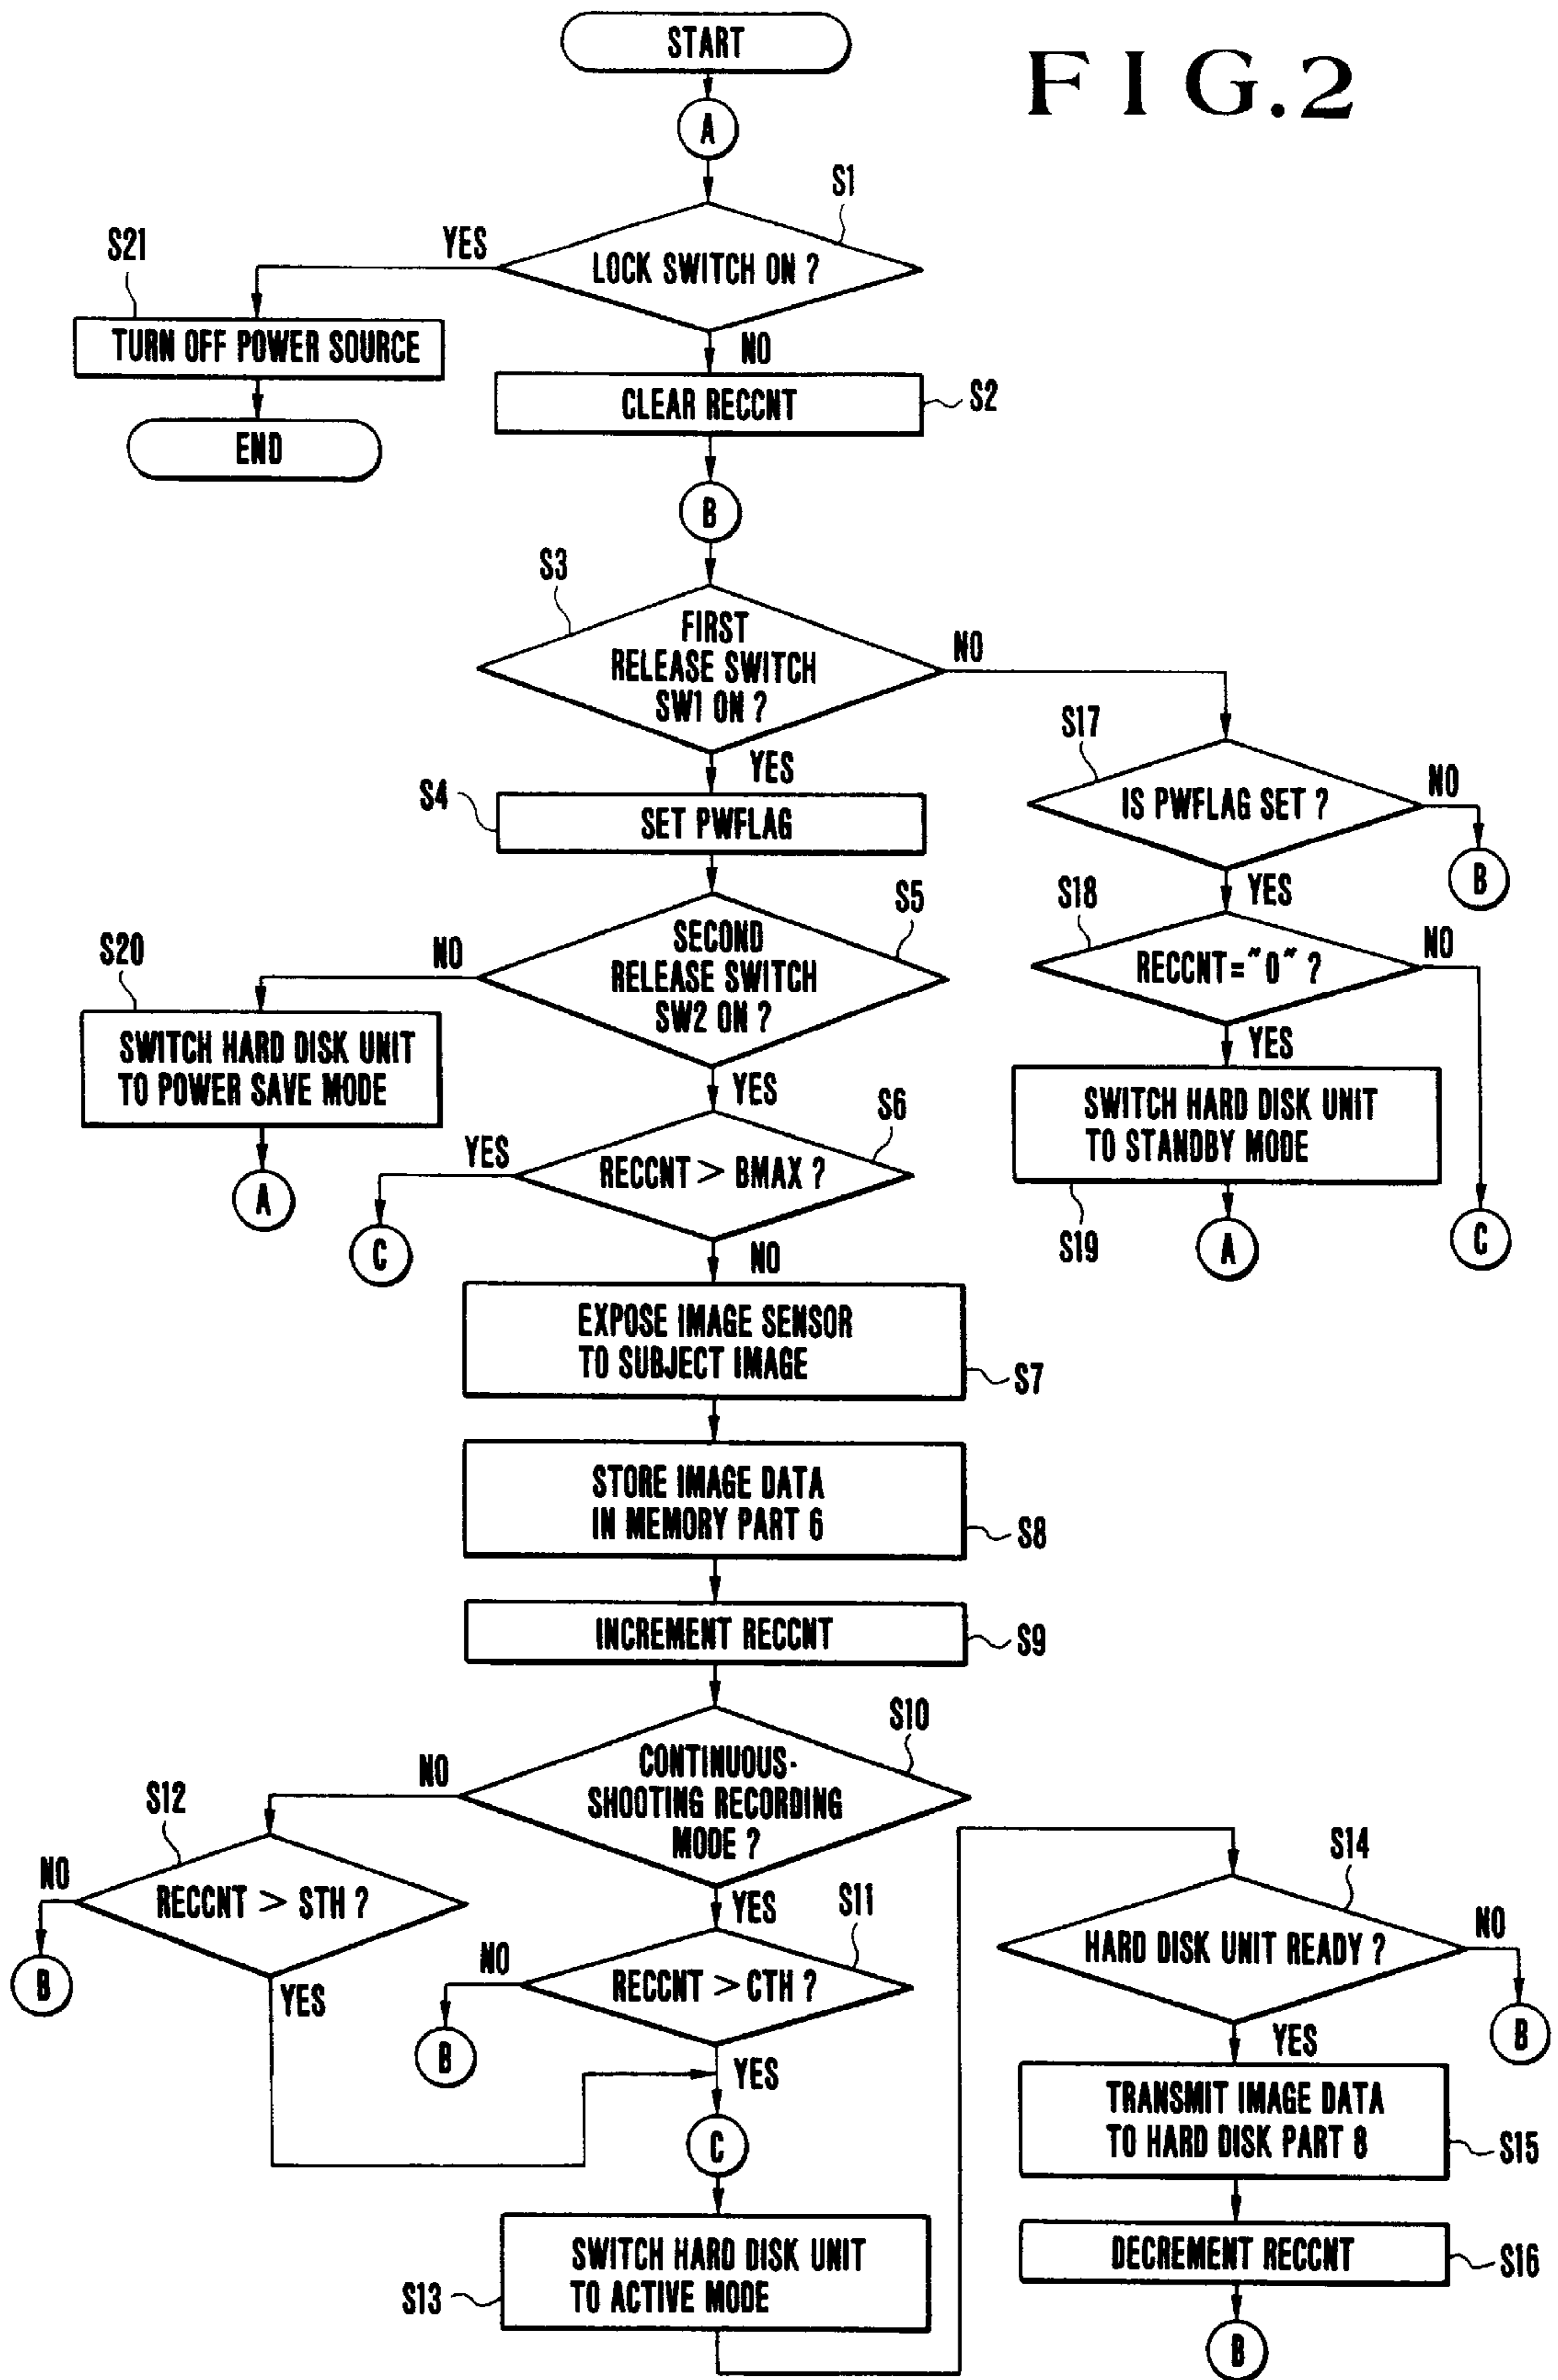 START
FIG.2
A
S1
YES
S21
LOCK SWITCH ON ?
TURN OFF POWER SOURCE
NO
CLEAR RECCNT
S2
END
B
S3
FIRST
RELEASE SWITCH
SW1 ON ?
NO
S17
YES
S4
SET PWFLAG
IS PWFLAG SET ?
NO
B
YES
S5
S18
SECOND
RELEASE SWITCH
SW2 ON ?
NO
S20
RECCNT="0" ?
NO
SWITCH HARD DISK UNIT
TO POWER SAVE MODE
YES
YES
S6
SWITCH HARD DISK UNIT
TO STANDBY MODE
YES
RECCNT > BMAX ?
A
C
NO
S19
A
C
EXPOSE IMAGE SENSOR
TO SUBJECT IMAGE
S7
STORE IMAGE DATA
IN MEMORY PART 6
S8
INCREMENT RECCNT
S9
S10
CONTINUOUS-
SHOOTING RECORDING
MODE ?
NO
S12
RECCNT > STH ?
NO
B
YES
YES
S11
RECCNT > CTH ?
NO
B
YES
C
S13
SWITCH HARD DISK UNIT
TO ACTIVE MODE
S14
HARD DISK UNIT READY ?
NO
B
YES
TRANSMIT IMAGE DATA
TO HARD DISK PART 8
S15
DECREMENT RECCNT
S16
B